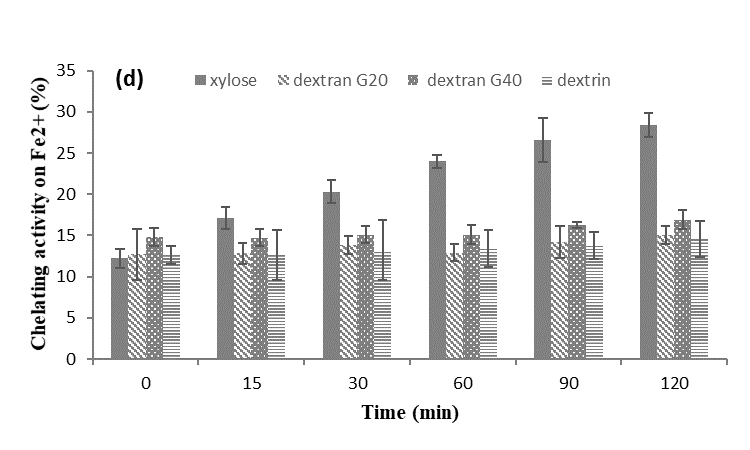 (d)
xylose dextran G20 dextran G40 dextrin
Chelating activity on Fe2+ (%)
35
30
25
20
15
10
5
0
0 15 30 60 90 120
Time (min)